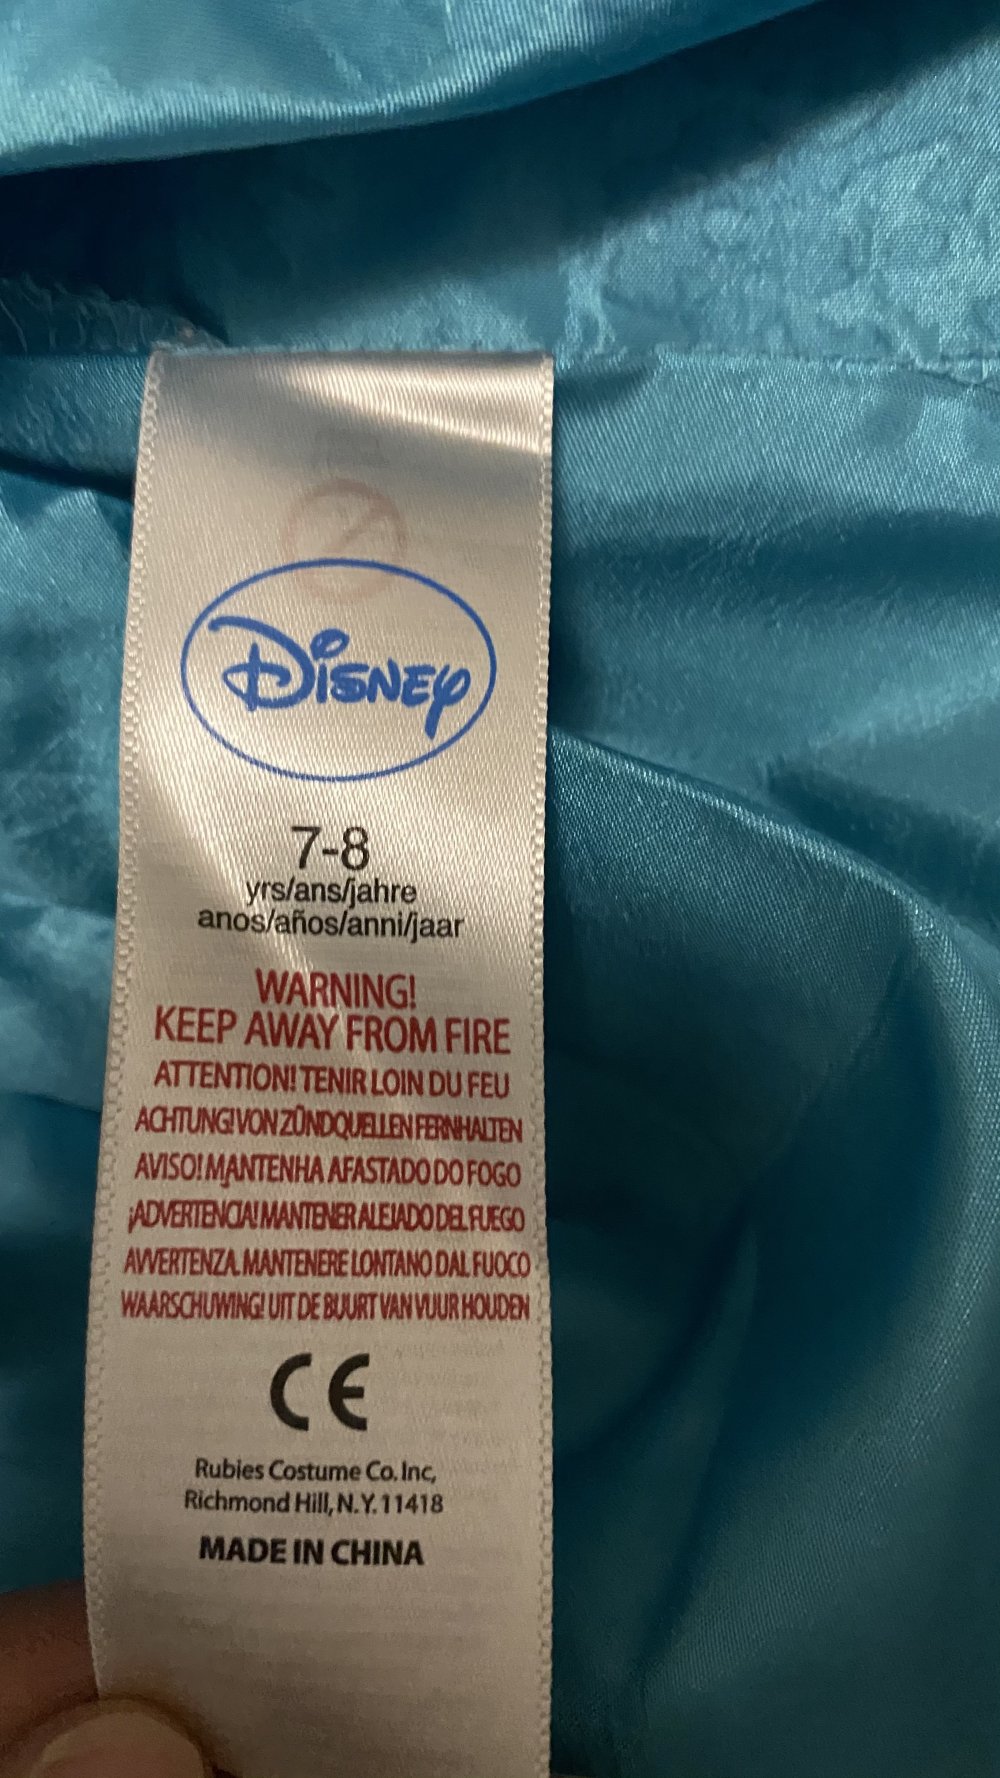 Disney
7-8
yrs/ans/jahre
anos/años/anni/jaar
WARNING!
KEEP AWAY FROM FIRE
ATTENTION! TENIR LOIN DU FEU
ACHTUNG! VON ZÜNDQUELLEN FERNHALTEN
AVISO! MANTENHA AFASTADO DO FOGO
¡ADVERTENCIA! MANTENER ALEJADO DEL FUEGO
AVVERTENZA. MANTENERE LONTANO DAL FUOCO
WAARSCHUWING! UIT DE BUURT VAN VUUR HOUDEN
CE
Rubies Costume Co. Inc,
Richmond Hill, N.Y. 11418
MADE IN CHINA